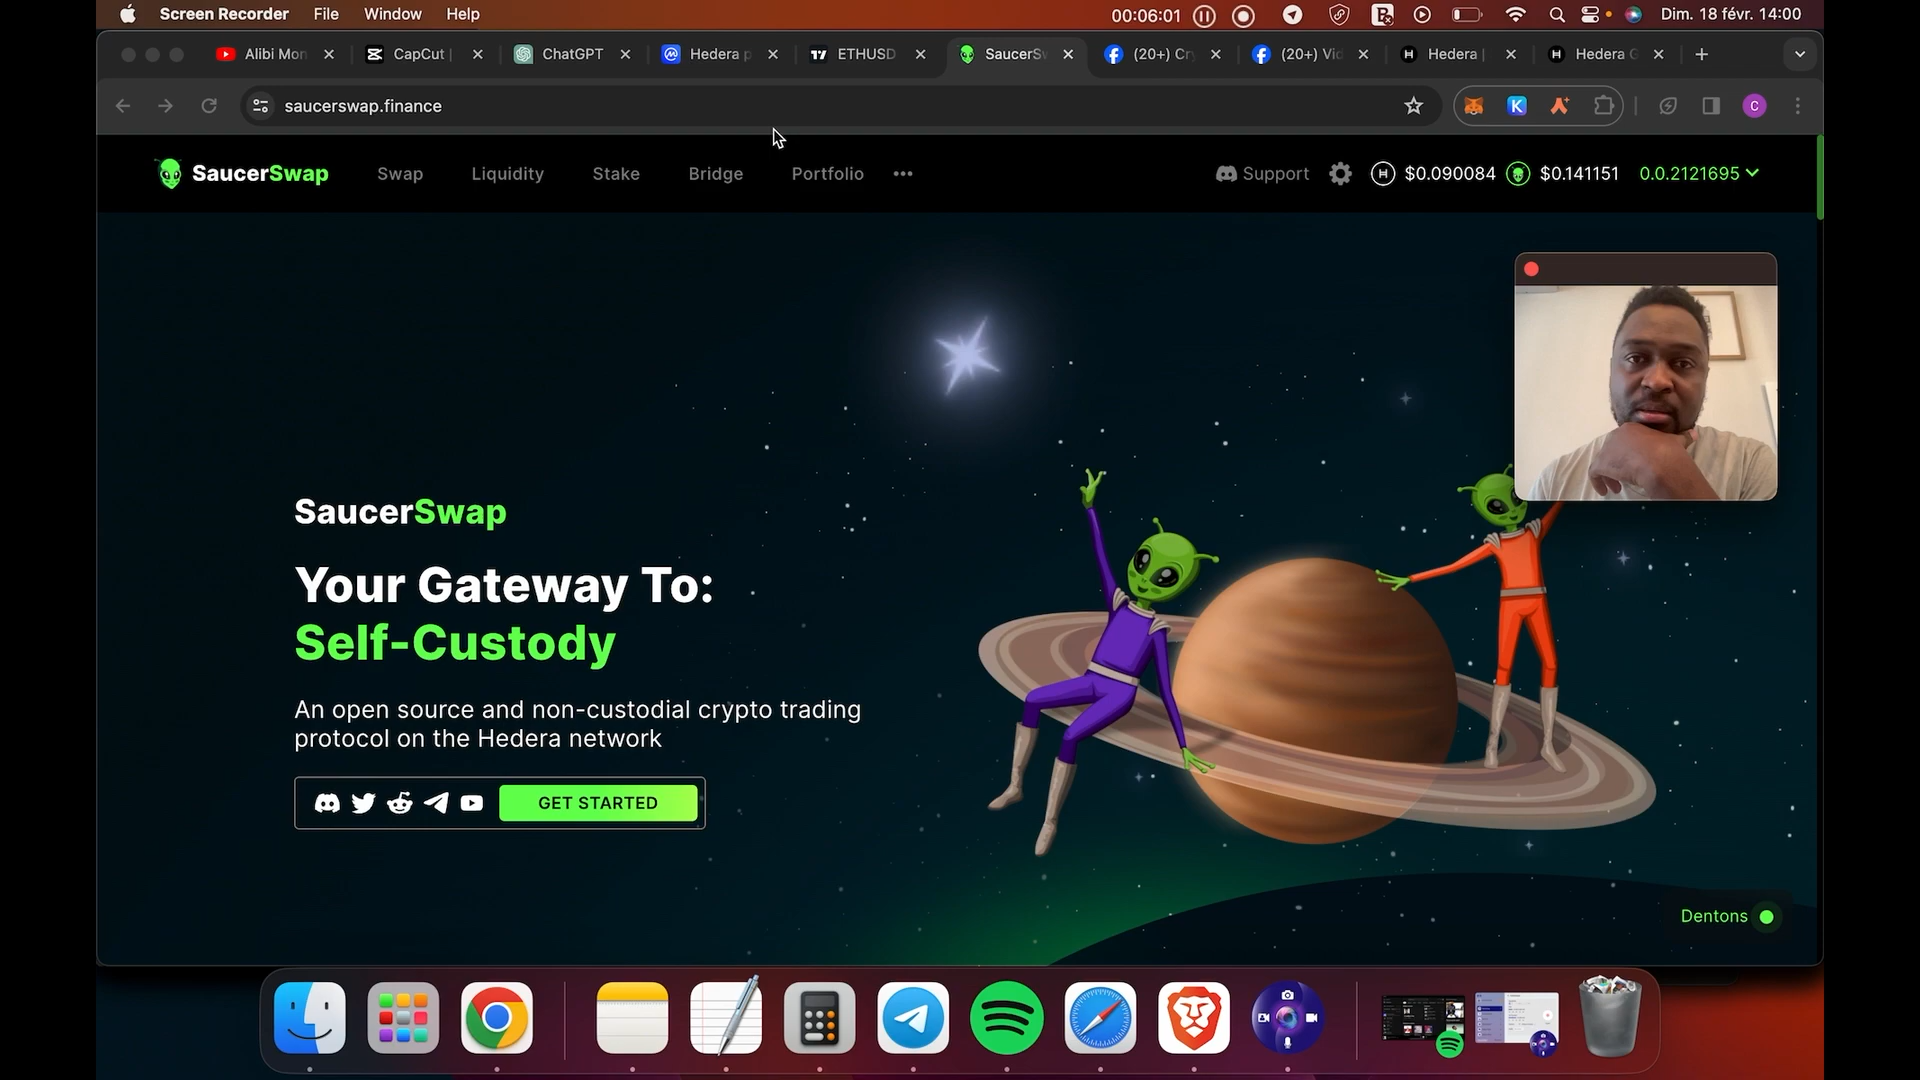 Screen Recorder File Window Help 00:06:01 Dim. 18 févr. 14:00
Alibi Mon CapCut | ChatGPT Hedera p ETHUSD SaucerS (20+) Cr (20+) Vid Hedera | Hedera G
saucerswap.finance
C
SaucerSwap Swap Liquidity Stake Bridge Portfolio Support $0.090084 $0.141151 0.0.2121695
SaucerSwap
Your Gateway To:
Self-Custody
An open source and non-custodial crypto trading
protocol on the Hedera network
GET STARTED
Dentons